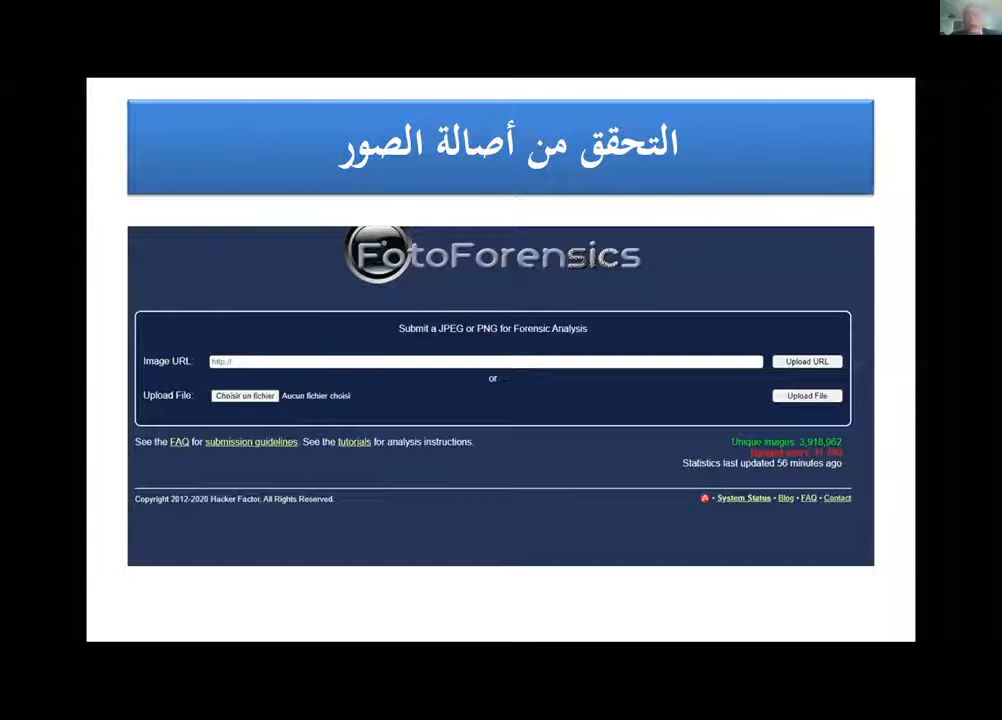 التحقق من أصالة الصور
FotoForensics
Submit a JPEG or PNG for Forensic Analysis
Image URL: http:// Upload URL
or
Upload File: Choisir un fichier Aucun fichier choisi Upload File
See the FAQ for submission guidelines. See the tutorials for analysis instructions.
Unique images: 3,918,962
Banned users:
Statistics last updated 56 minutes ago
Copyright 2012-2020 Hacker Factor, All Rights Reserved.
• System Status • Blog • FAQ • Contact